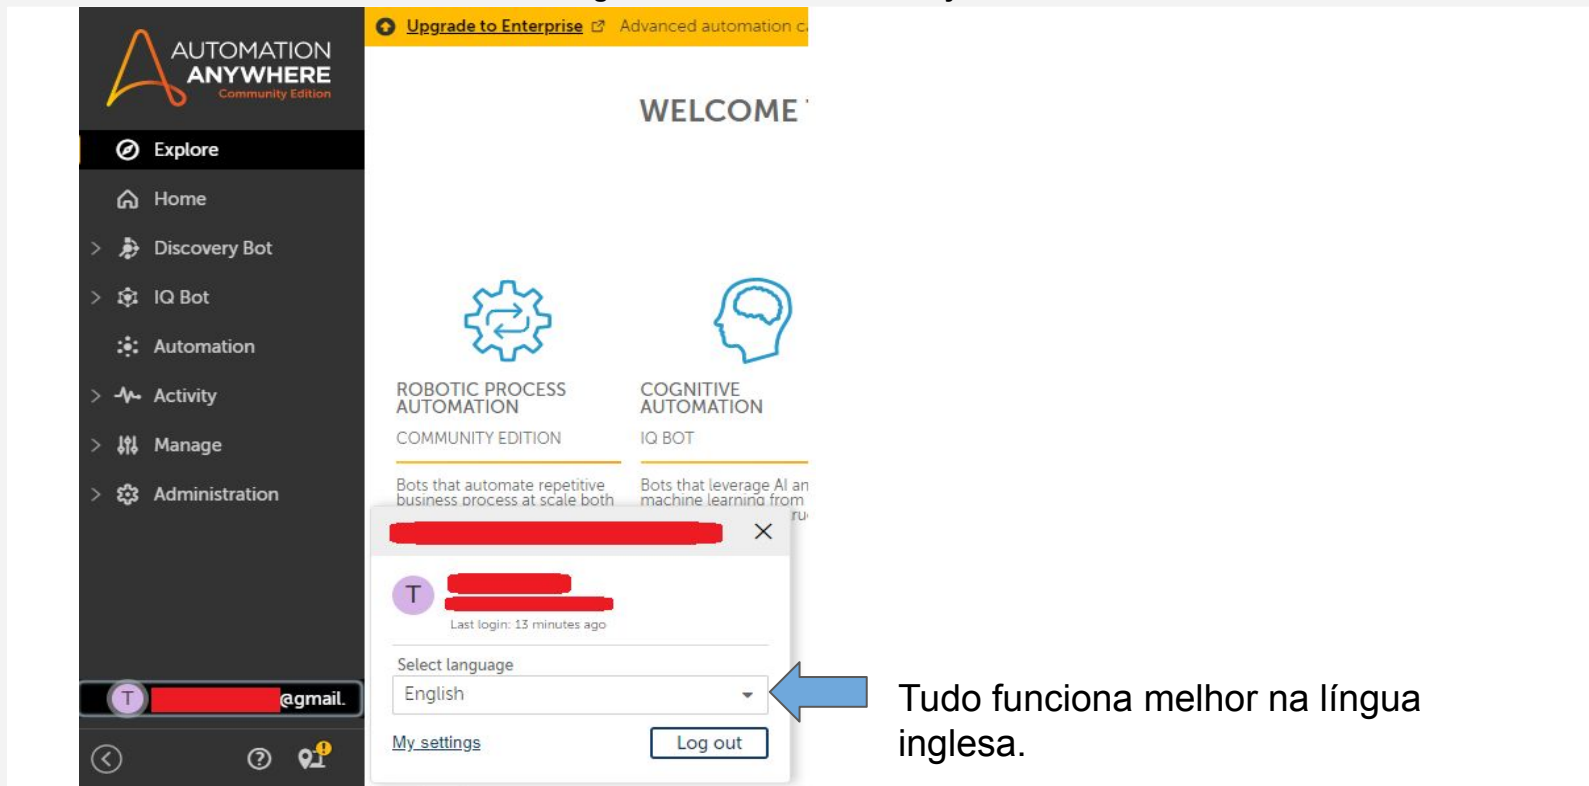 Upgrade to Enterprise Advanced automation
AUTOMATION
ANYWHERE
Community Edition
WELCOME
Explore
Home
Discovery Bot
IQ Bot
Automation
Activity
Manage
Administration
ROBOTIC PROCESS
AUTOMATION
COMMUNITY EDITION
Bots that automate repetitive
business process at scale both
COGNITIVE
AUTOMATION
IQ BOT
Bots that leverage AI an
machine learning from
T
Last login: 13 minutes ago
Select language
English
My settings
Log out
T @gmail.
Tudo funciona melhor na língua
inglesa.